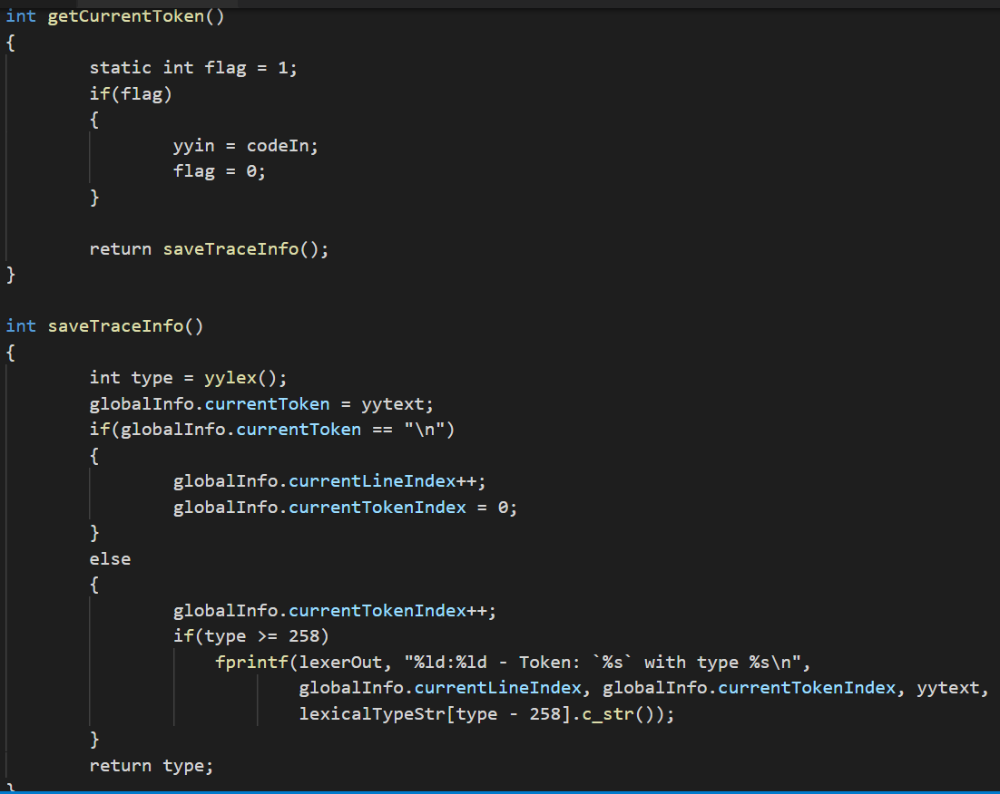 int getCurrentToken()
{
        static int flag = 1;
        if(flag)
        {
                yyin = codeIn;
                flag = 0;
        }

        return saveTraceInfo();
}

int saveTraceInfo()
{
        int type = yylex();
        globalInfo.currentToken = yytext;
        if(globalInfo.currentToken == "\n")
        {
                globalInfo.currentLineIndex++;
                globalInfo.currentTokenIndex = 0;
        }
        else
        {
                globalInfo.currentTokenIndex++;
                if(type >= 258)
                    fprintf(lexerOut, "%ld:%ld - Token: `%s` with type %s\n",
                            globalInfo.currentLineIndex, globalInfo.currentTokenIndex, yytext,
                            lexicalTypeStr[type - 258].c_str());
        }
        return type;
}